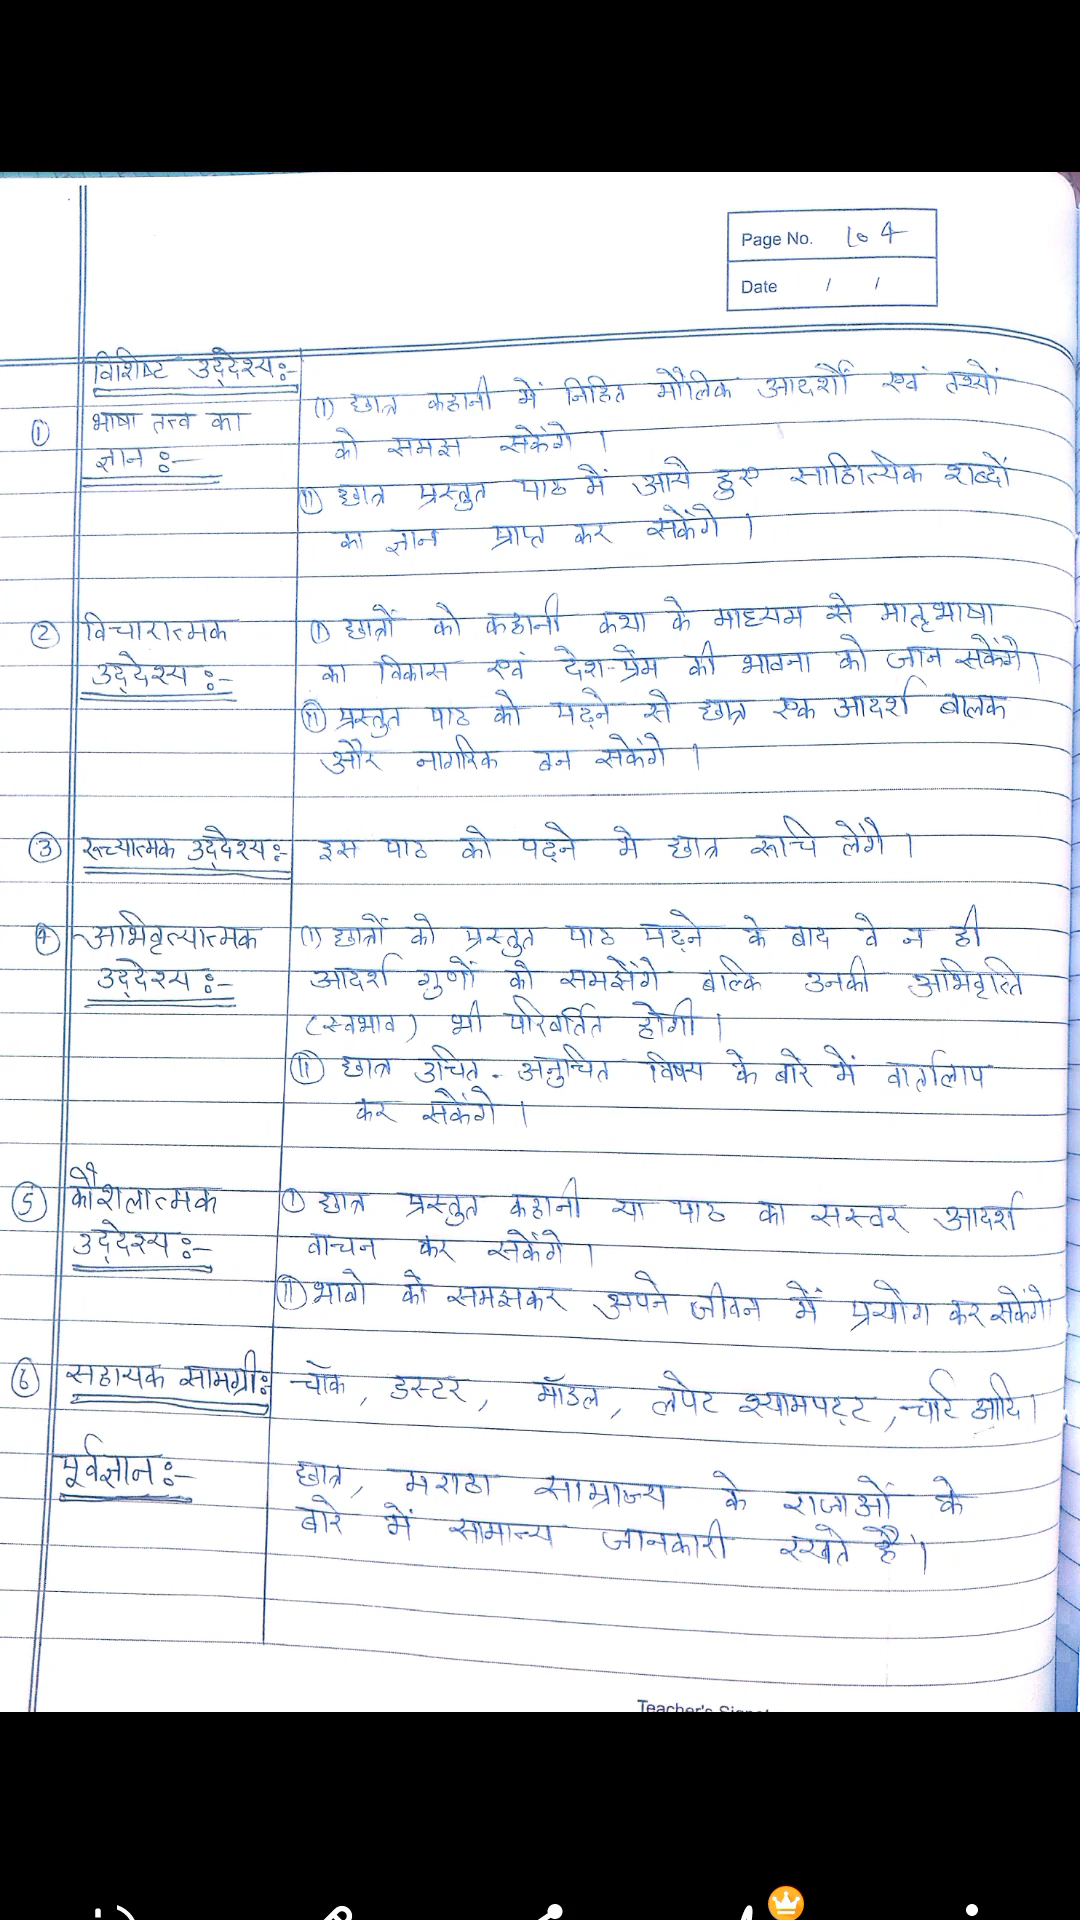 Page No. 104
Date / /
विशिष्ट उद्देश्य:-
① भाषा तत्त्व का
ज्ञान :-
(i) छात्र कहानी में निहित मौलिक आदर्शों एवं तथ्यों
को समझ सकेंगे ।
(ii) छात्र प्रस्तुत पाठ में आये हुए साहित्येक शब्दों
का ज्ञान प्राप्त कर सकेंगे ।
② विचारात्मक
उद्देश्य :-
(i) छात्रों को कहानी कथा के माध्यम से मातृभाषा
का विकास एवं देश-प्रेम की भावना को जान सकेंगे।
(ii) प्रस्तुत पाठ को पढ़ने से छात्र एक आदर्श बालक
और नागरिक बन सकेंगे ।
③ रूच्यात्मक उद्देश्य:- इस पाठ को पढ़ने मे छात्र रूचि लेंगे ।
④ अभिवृत्यात्मक
उद्देश्य :-
(i) छात्रों को प्रस्तुत पाठ पढ़ने के बाद वे न ही
आदर्श गुणों को समझेंगे बल्कि उनकी अभिवृत्ति
(स्वभाव) भी परिवर्तित होगी ।
(ii) छात्र उचित - अनुचित विषय के बारे में वार्तालाप
कर सकेंगे ।
⑤ कौशलात्मक
उद्देश्य :-
(i) छात्र प्रस्तुत कहानी या पाठ का सस्वर आदर्श
वाचन कर सकेंगे ।
(ii) भावो को समझकर अपने जीवन में प्रयोग कर सकेंगे।
⑥ सहायक सामग्री:- चॉक, डस्टर, मॉडल, लपेट श्यामपट्ट, चार्ट आदि।
पूर्वज्ञान :-
छात्र, मराठा साम्राज्य के राजाओं के
बारे में सामान्य जानकारी रखते है।